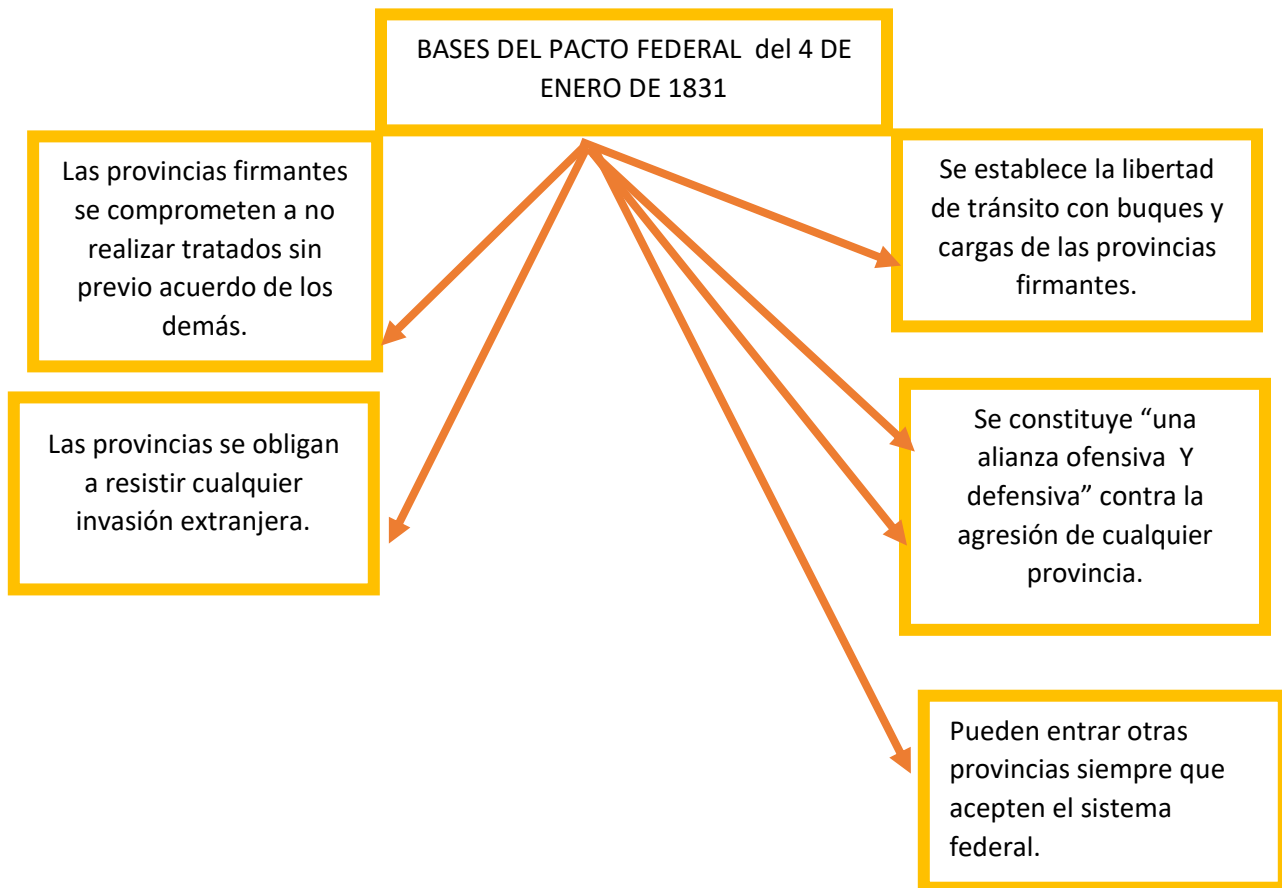 BASES DEL PACTO FEDERAL del 4 DE
ENERO DE 1831
Las provincias firmantes
se comprometen a no
realizar tratados sin
previo acuerdo de los
demás.
Se establece la libertad
de tránsito con buques y
cargas de las provincias
firmantes.
Las provincias se obligan
a resistir cualquier
invasión extranjera.
Se constituye “una
alianza ofensiva Y
defensiva” contra la
agresión de cualquier
provincia.
Pueden entrar otras
provincias siempre que
acepten el sistema
federal.